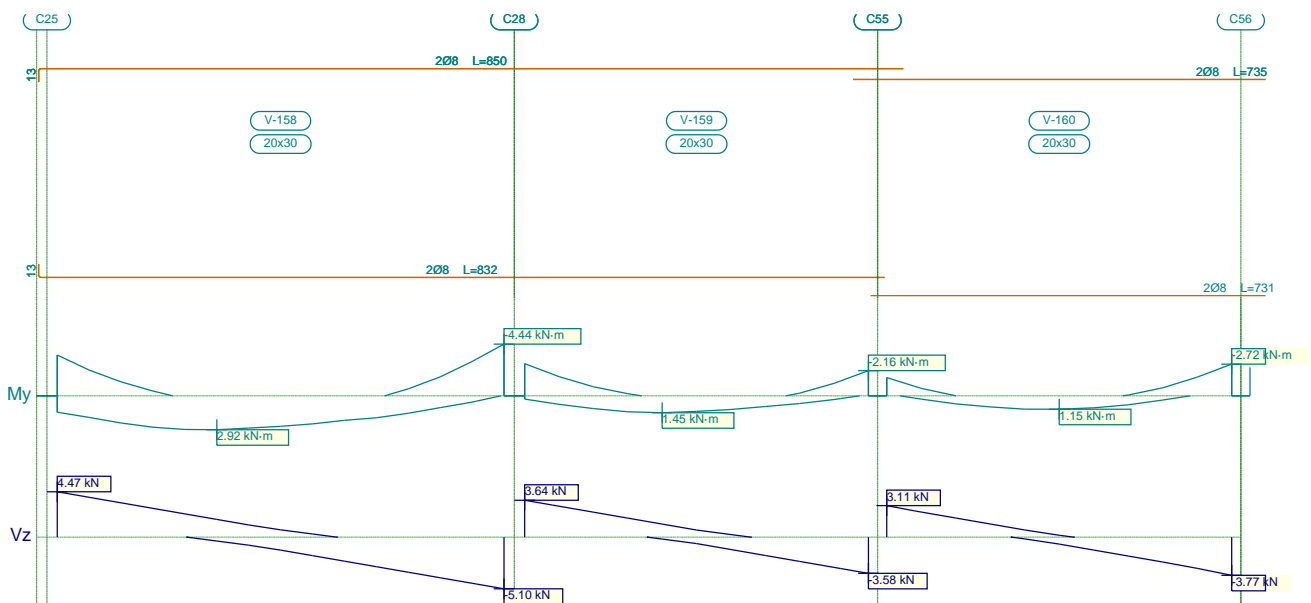 C25 C28 C55 C56
2Ø8 L=850
13
2Ø8 L=735
V-158 V-159 V-160
20x30 20x30 20x30
13
2Ø8 L=832
2Ø8 L=731
-4.44 kN·m
-2.16 kN·m
-2.72 kN·m
My
2.92 kN·m
1.45 kN·m
1.15 kN·m
4.47 kN
3.64 kN
3.11 kN
Vz
-5.10 kN
-3.58 kN
-3.77 kN